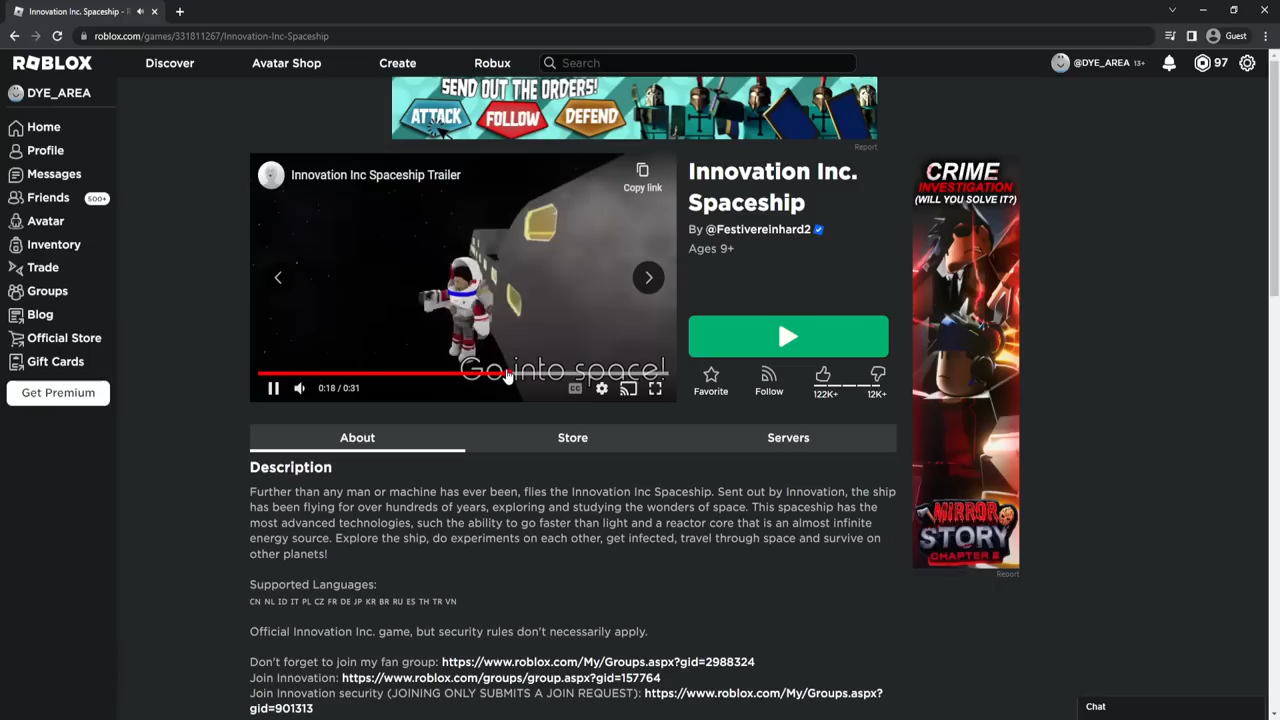 Innovation Inc. Spaceship -
roblox.com/games/331811267/Innovation-Inc-Spaceship
Guest
ROBLOX
Discover
Avatar Shop
Create
Robux
Search
@DYE_AREA 13+
97
DYE_AREA
Home
Profile
Messages
Friends
500+
Avatar
Inventory
Trade
Groups
Blog
Official Store
Gift Cards
Get Premium
SEND OUT THE ORDERS!
ATTACK
FOLLOW
DEFEND
Report
Innovation Inc Spaceship Trailer
Copy link
Go into space!
0:18 / 0:31
CC
Innovation Inc.
Spaceship
By @Festivereinhard2
Ages 9+
Favorite
Follow
122K+
12K+
CRIME
INVESTIGATION
(WILL YOU SOLVE IT?)
MIRROR
STORY
CHAPTER 2
Report
About
Store
Servers
Description
Further than any man or machine has ever been, flies the Innovation Inc Spaceship. Sent out by Innovation, the ship
has been flying for over hundreds of years, exploring and studying the wonders of space. This spaceship has the
most advanced technologies, such the ability to go faster than light and a reactor core that is an almost infinite
energy source. Explore the ship, do experiments on each other, get infected, travel through space and survive on
other planets!
Supported Languages:
CN NL ID IT PL CZ FR DE JP KR BR RU ES TH TR VN
Official Innovation Inc. game, but security rules don't necessarily apply.
Don't forget to join my fan group: https://www.roblox.com/My/Groups.aspx?gid=2988324
Join Innovation: https://www.roblox.com/groups/group.aspx?gid=157764
Join Innovation security (JOINING ONLY SUBMITS A JOIN REQUEST): https://www.roblox.com/My/Groups.aspx?
gid=901313
Chat